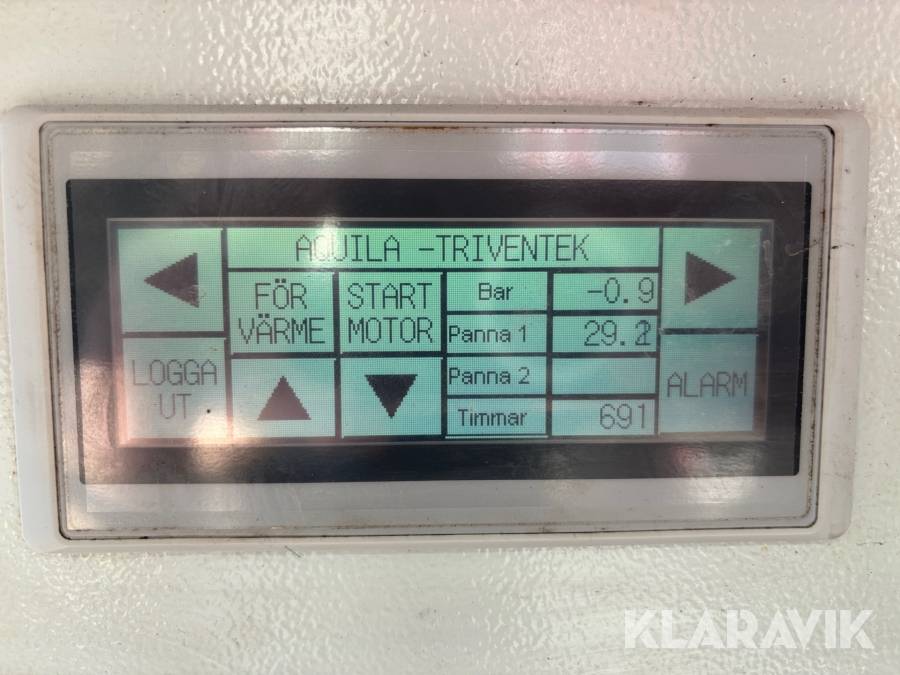 AQUILA -TRIVENTEK
FÖR
VÄRME
START
MOTOR
Bar
-0.9
Panna 1
Panna 2
Timmar
691
LOGGA
UT
ALARM
KLARAVIK